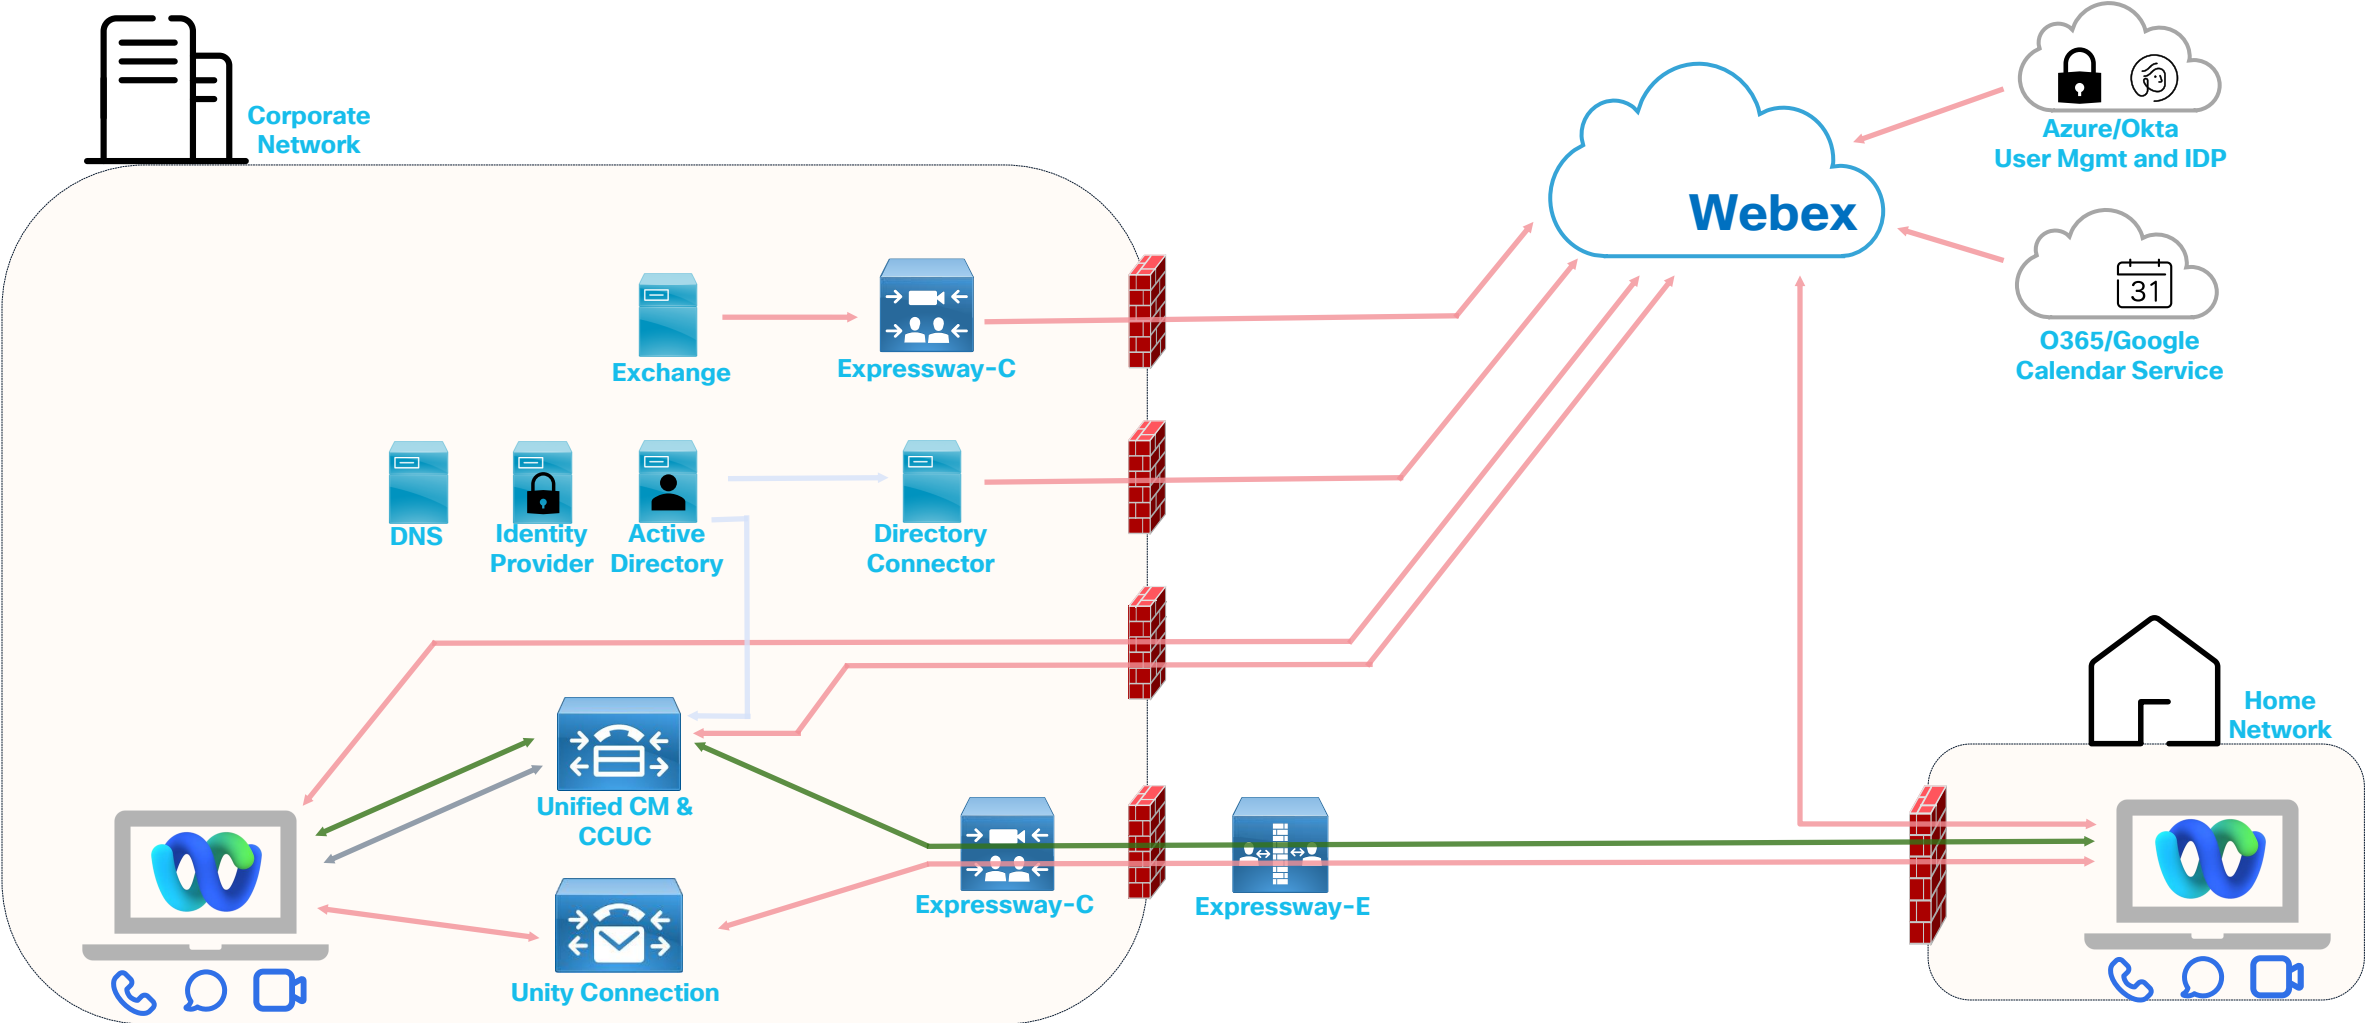 Corporate
Network
Webex
Azure/Okta
User Mgmt and IDP
31
O365/Google
Calendar Service
Exchange
Expressway-C
DNS
Identity
Provider
Active
Directory
Directory
Connector
Home
Network
Unified CM &
CCUC
Expressway-C
Expressway-E
Unity Connection